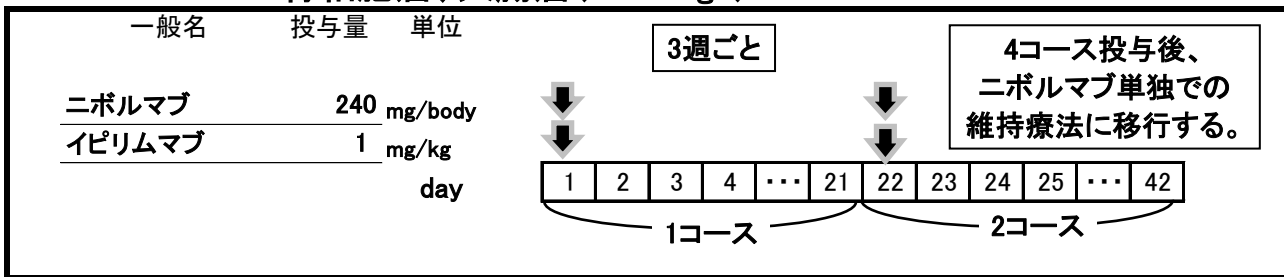 一般名 投与量 単位
3週ごと
4コース投与後、
ニボルマブ単独での
維持療法に移行する。
ニボルマブ 240 mg/body
イピリムマブ 1 mg/kg
day 1 2 3 4 ・・・ 21 22 23 24 25 ・・・ 42
1コース 2コース